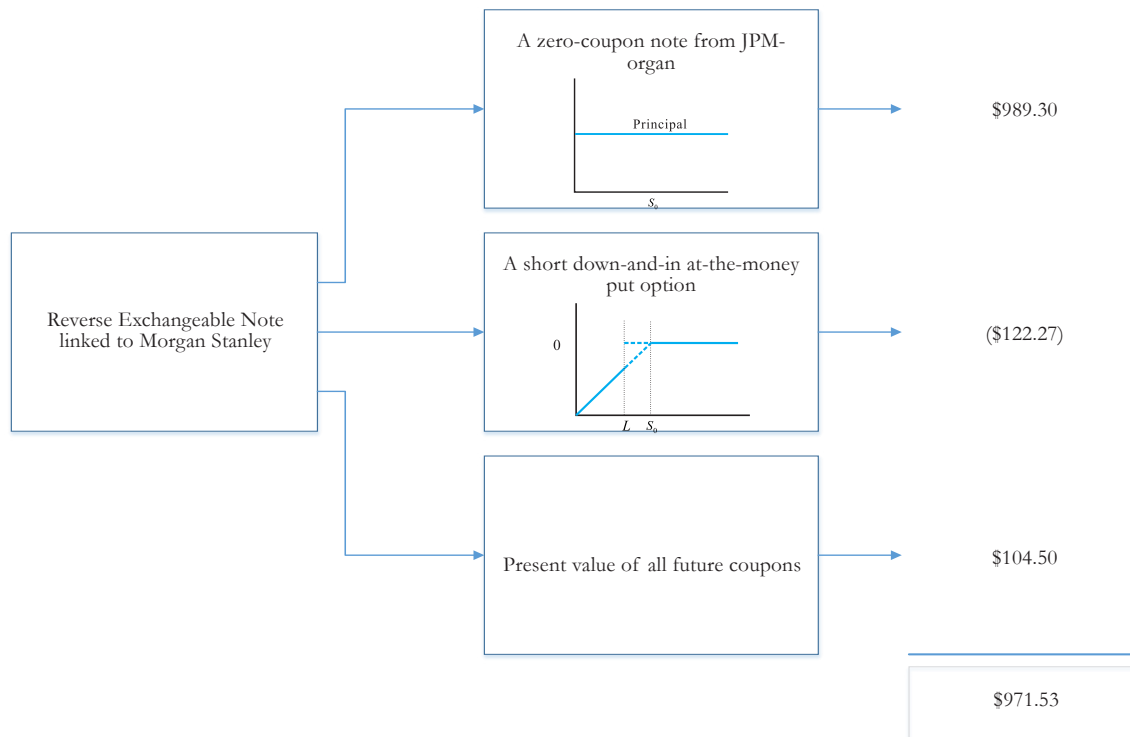 A zero-coupon note from JPM-
organ
Principal
S₀
$989.30
Reverse Exchangeable Note
linked to Morgan Stanley
A short down-and-in at-the-money
put option
0
L S₀
($122.27)
Present value of all future coupons
$104.50
$971.53